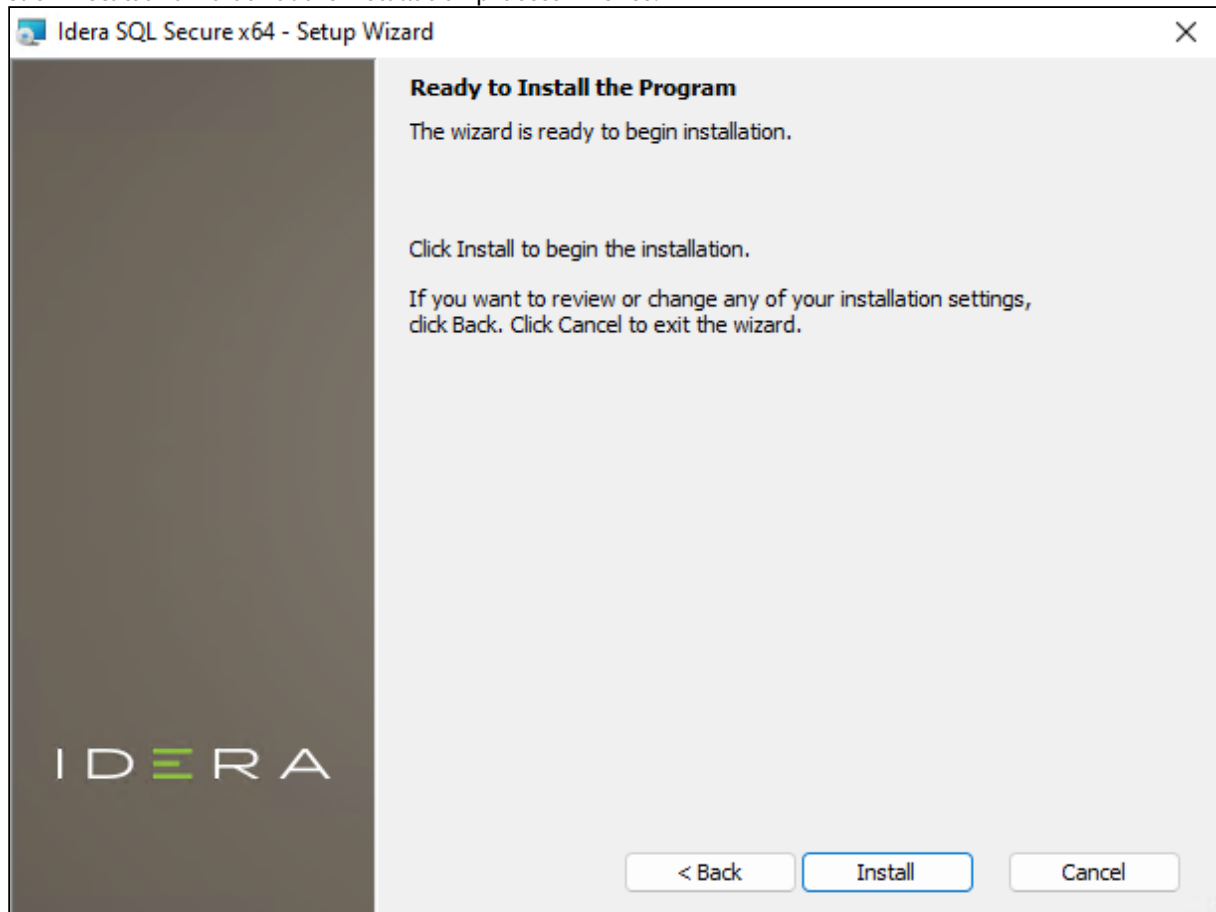 Idera SQL Secure x64 - Setup Wizard
Ready to Install the Program
The wizard is ready to begin installation.
Click Install to begin the installation.
If you want to review or change any of your installation settings,
click Back. Click Cancel to exit the wizard.
IDERA
< Back
Install
Cancel